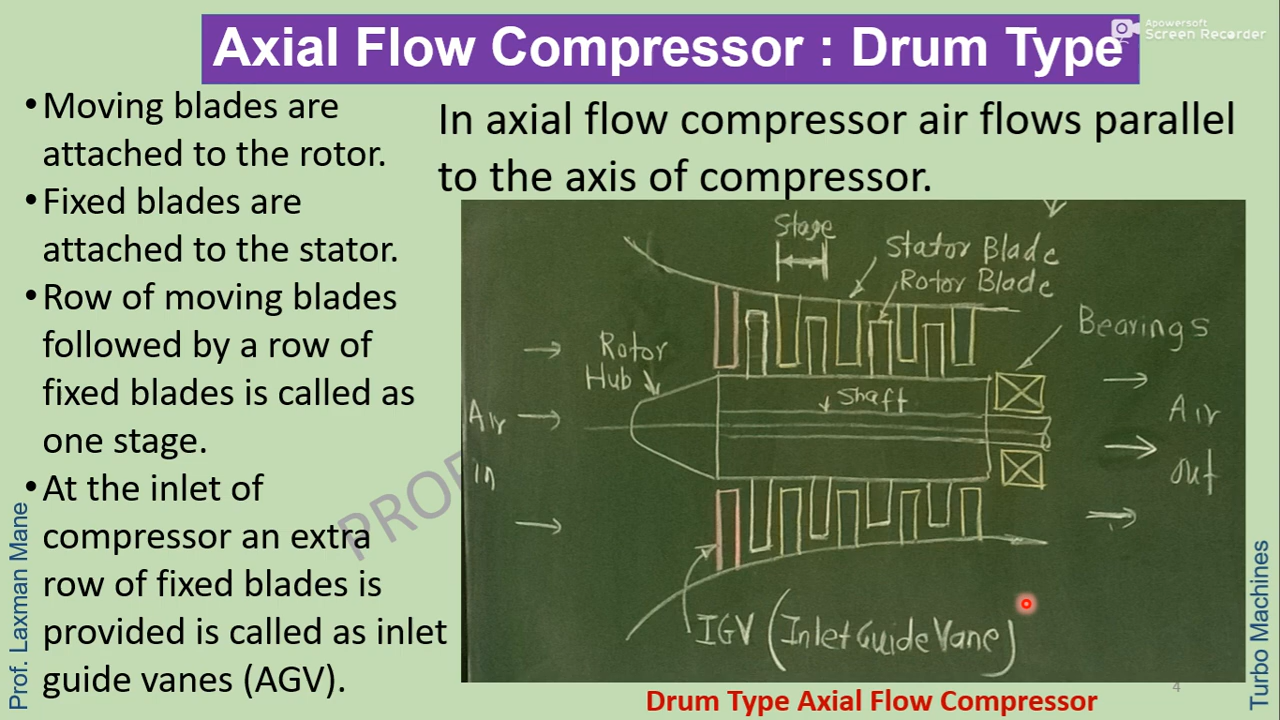 Axial Flow Compressor : Drum Type
Apowersoft
Screen Recorder
•Moving blades are
attached to the rotor.
•Fixed blades are
attached to the stator.
•Row of moving blades
followed by a row of
fixed blades is called as
one stage.
•At the inlet of
compressor an extra
row of fixed blades is
provided is called as inlet
guide vanes (AGV).
In axial flow compressor air flows parallel
to the axis of compressor.
Stage
Stator Blade
Rotor Blade
Bearings
Rotor
Hub
Shaft
Air
in
Air
out
IGV (Inlet Guide Vane)
PROF
Drum Type Axial Flow Compressor
4
Prof. Laxman Mane
Turbo Machines